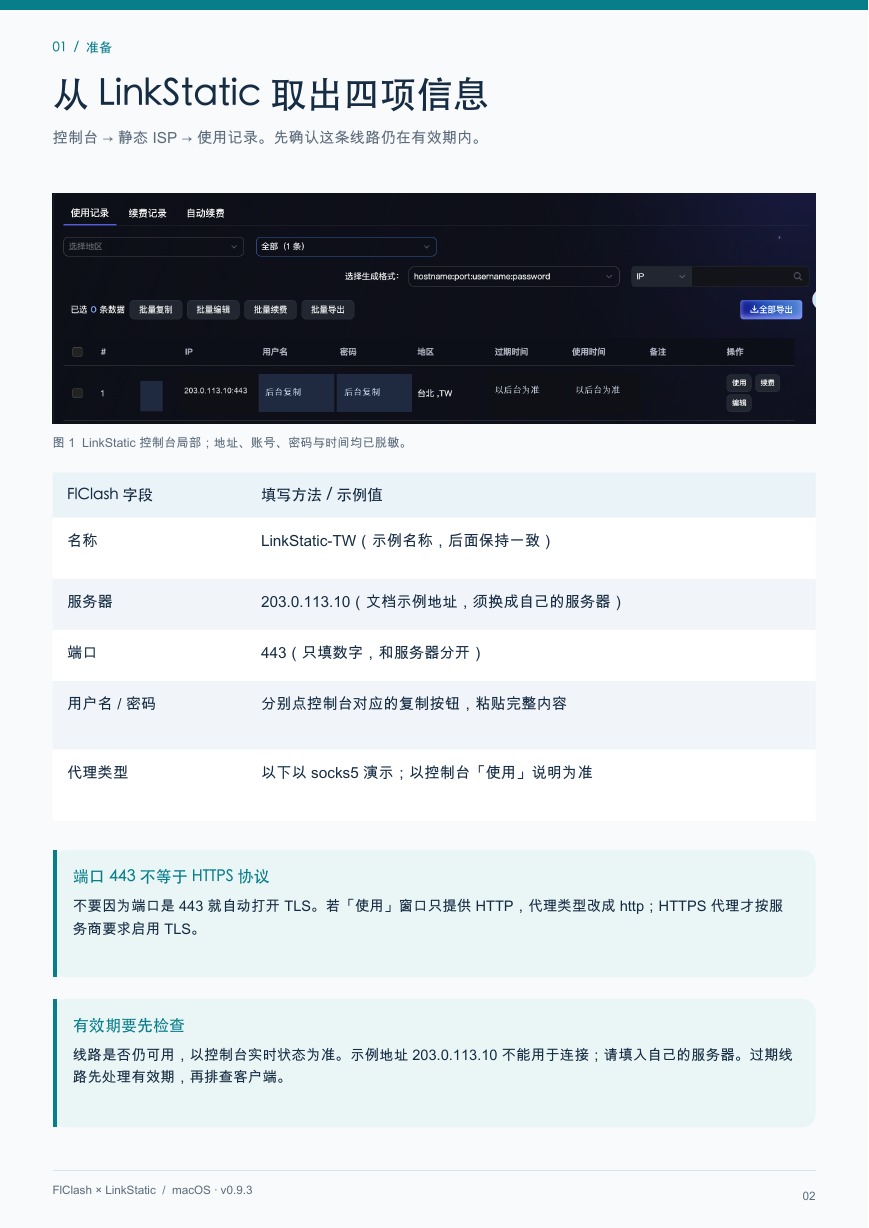 01 / 准备
从 LinkStatic 取出四项信息
控制台 → 静态 ISP → 使用记录。先确认这条线路仍在有效期内。
使用记录 续费记录 自动续费
选择地区 全部（1 条）
选择生成格式： hostname:port:username:password IP
已选 0 条数据 批量复制 批量编辑 批量续费 批量导出 全部导出
# IP 用户名 密码 地区 过期时间 使用时间 备注 操作
1 203.0.113.10:443 后台复制 后台复制 台北 ,TW 以后台为准 以后台为准 使用 续费
编辑
图 1 LinkStatic 控制台局部；地址、账号、密码与时间均已脱敏。
FlClash 字段 填写方法 / 示例值
名称 LinkStatic-TW（示例名称，后面保持一致）
服务器 203.0.113.10（文档示例地址，须换成自己的服务器）
端口 443（只填数字，和服务器分开）
用户名 / 密码 分别点控制台对应的复制按钮，粘贴完整内容
代理类型 以下以 socks5 演示；以控制台「使用」说明为准
端口 443 不等于 HTTPS 协议
不要因为端口是 443 就自动打开 TLS。若「使用」窗口只提供 HTTP，代理类型改成 http；HTTPS 代理才按服
务商要求启用 TLS。
有效期要先检查
线路是否仍可用，以控制台实时状态为准。示例地址 203.0.113.10 不能用于连接；请填入自己的服务器。过期线
路先处理有效期，再排查客户端。
FlClash × LinkStatic / macOS · v0.9.3
02